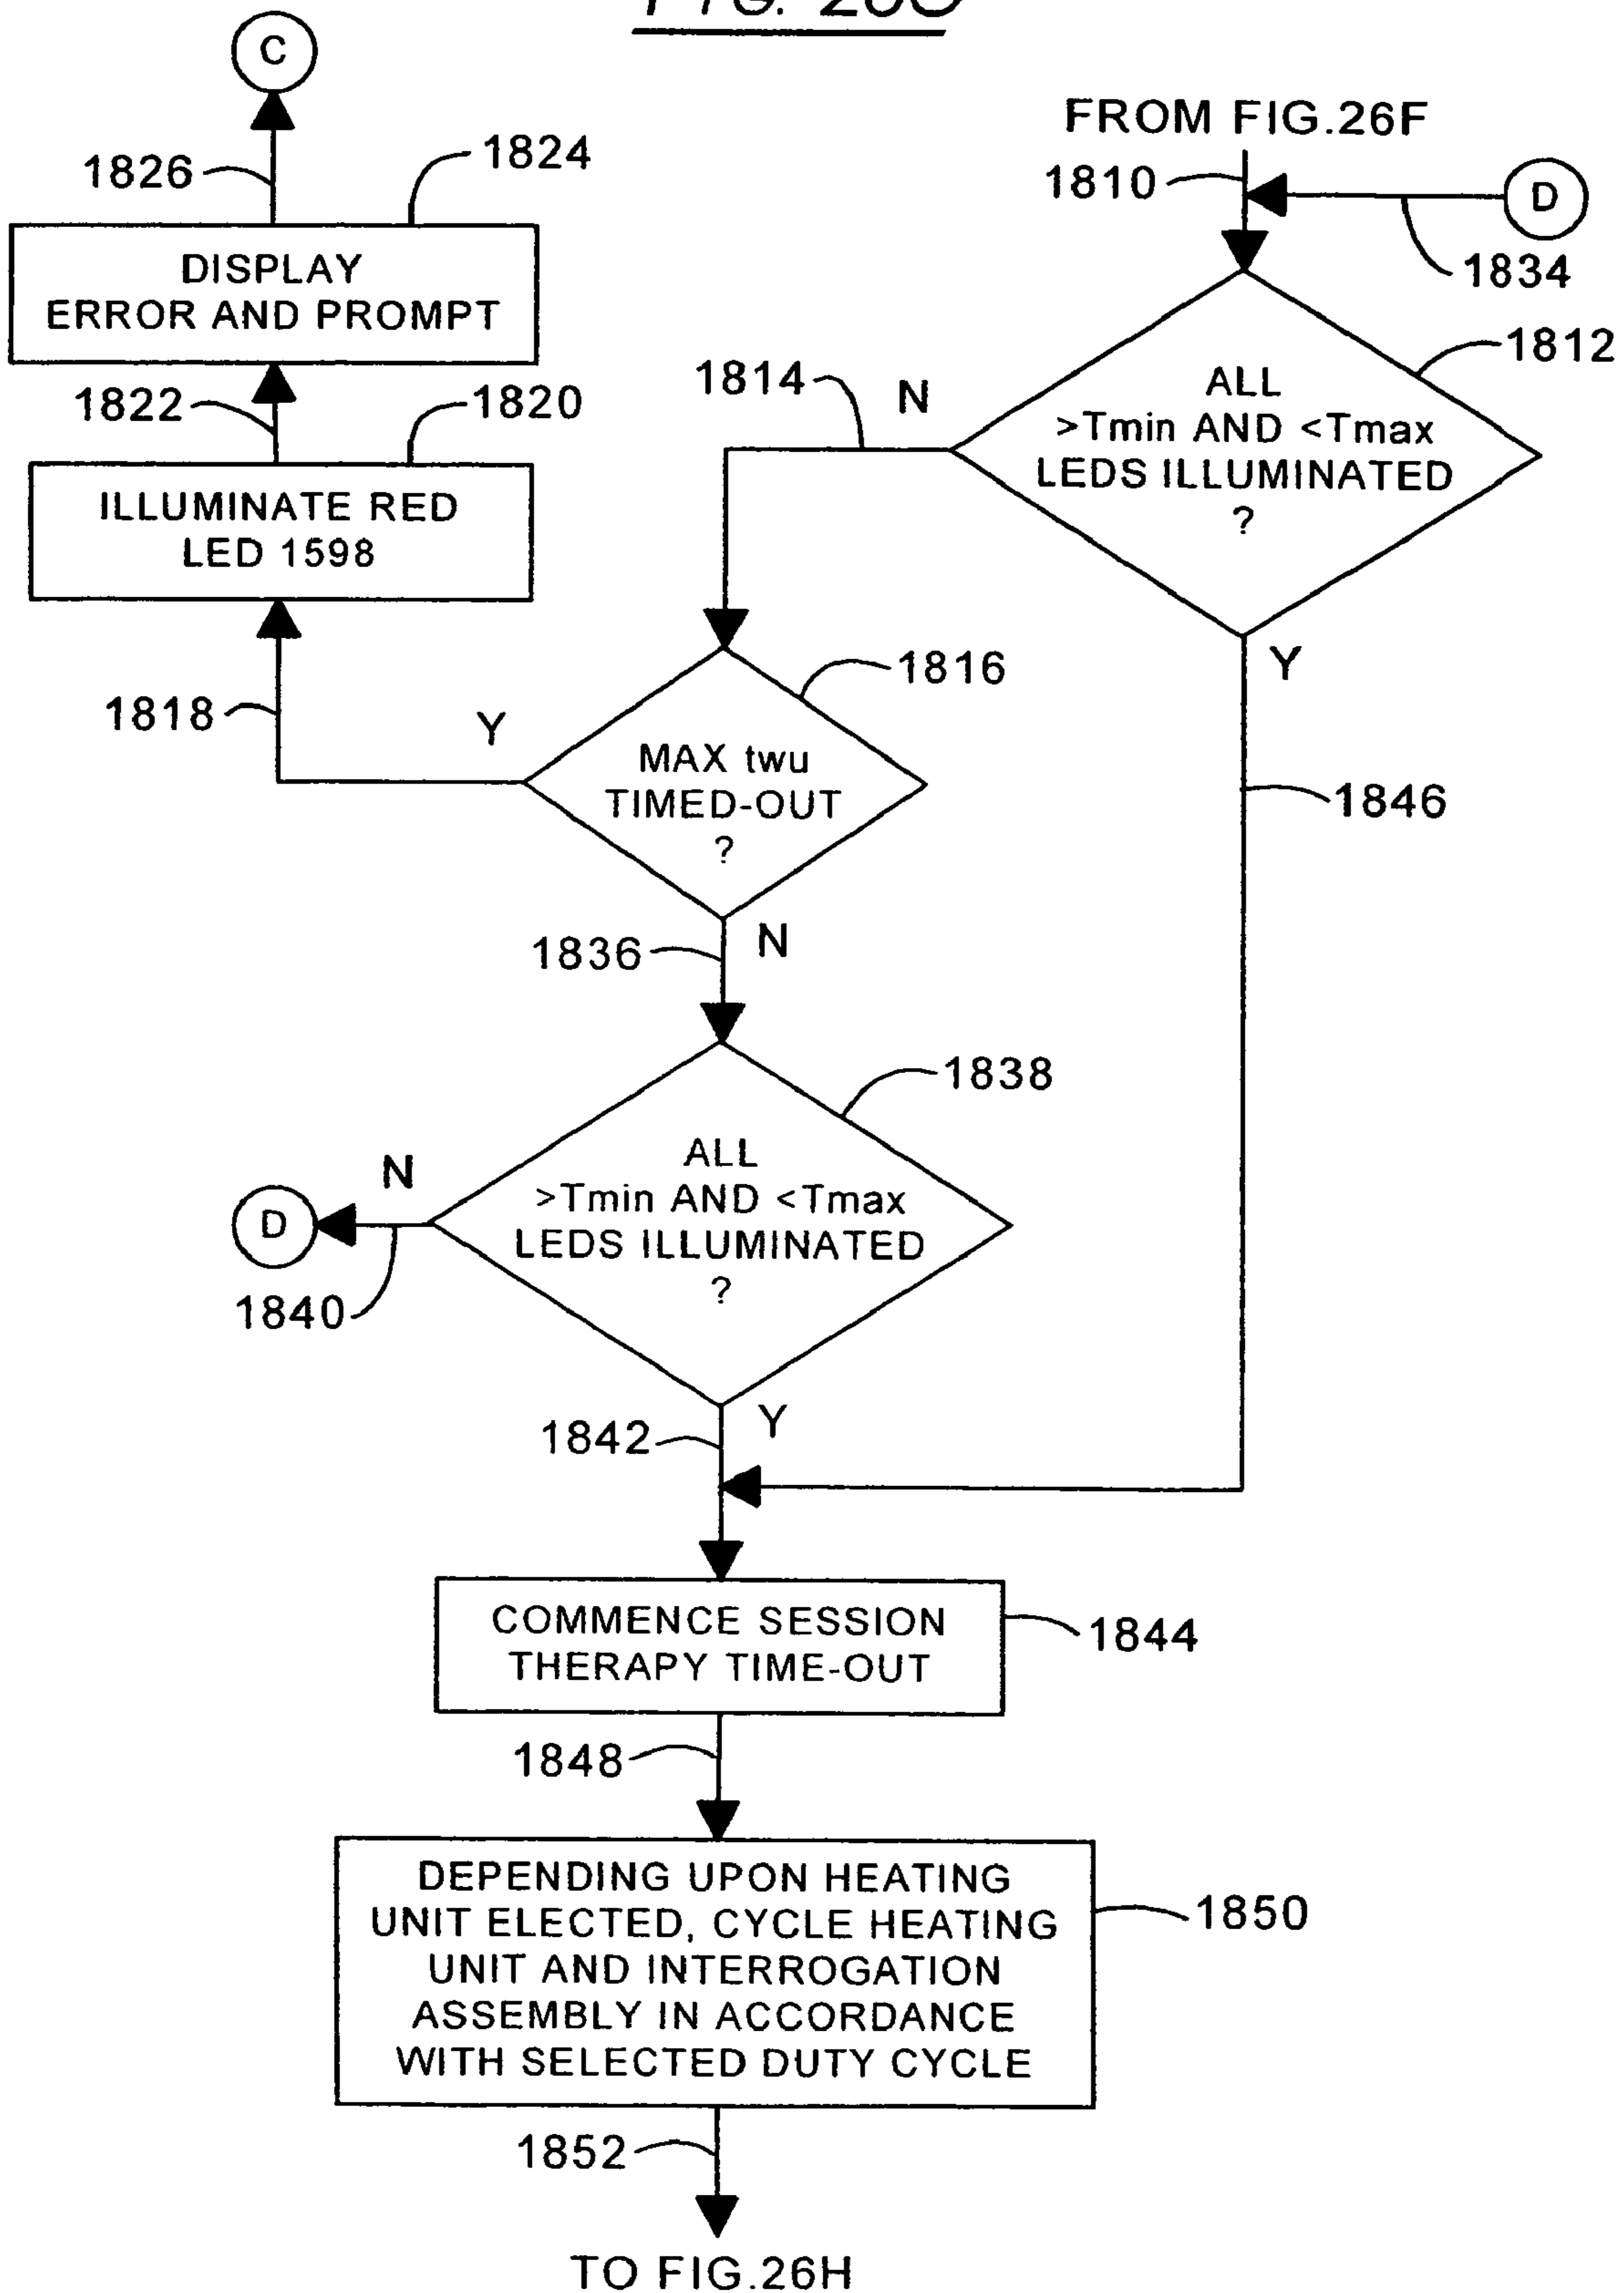 FIG. 26G
C
FROM FIG.26F
1826
1824
1810
D
DISPLAY
ERROR AND PROMPT
1834
1812
1822
1820
1814
N
ALL
>Tmin AND <Tmax
LEDS ILLUMINATED
?
ILLUMINATE RED
LED 1598
Y
1816
1818
Y
MAX twu
TIMED-OUT
?
1846
1836
N
1838
ALL
>Tmin AND <Tmax
LEDS ILLUMINATED
?
N
D
1840
1842
Y
COMMENCE SESSION
THERAPY TIME-OUT
1844
1848
DEPENDING UPON HEATING
UNIT ELECTED, CYCLE HEATING
UNIT AND INTERROGATION
ASSEMBLY IN ACCORDANCE
WITH SELECTED DUTY CYCLE
1850
1852
TO FIG.26H